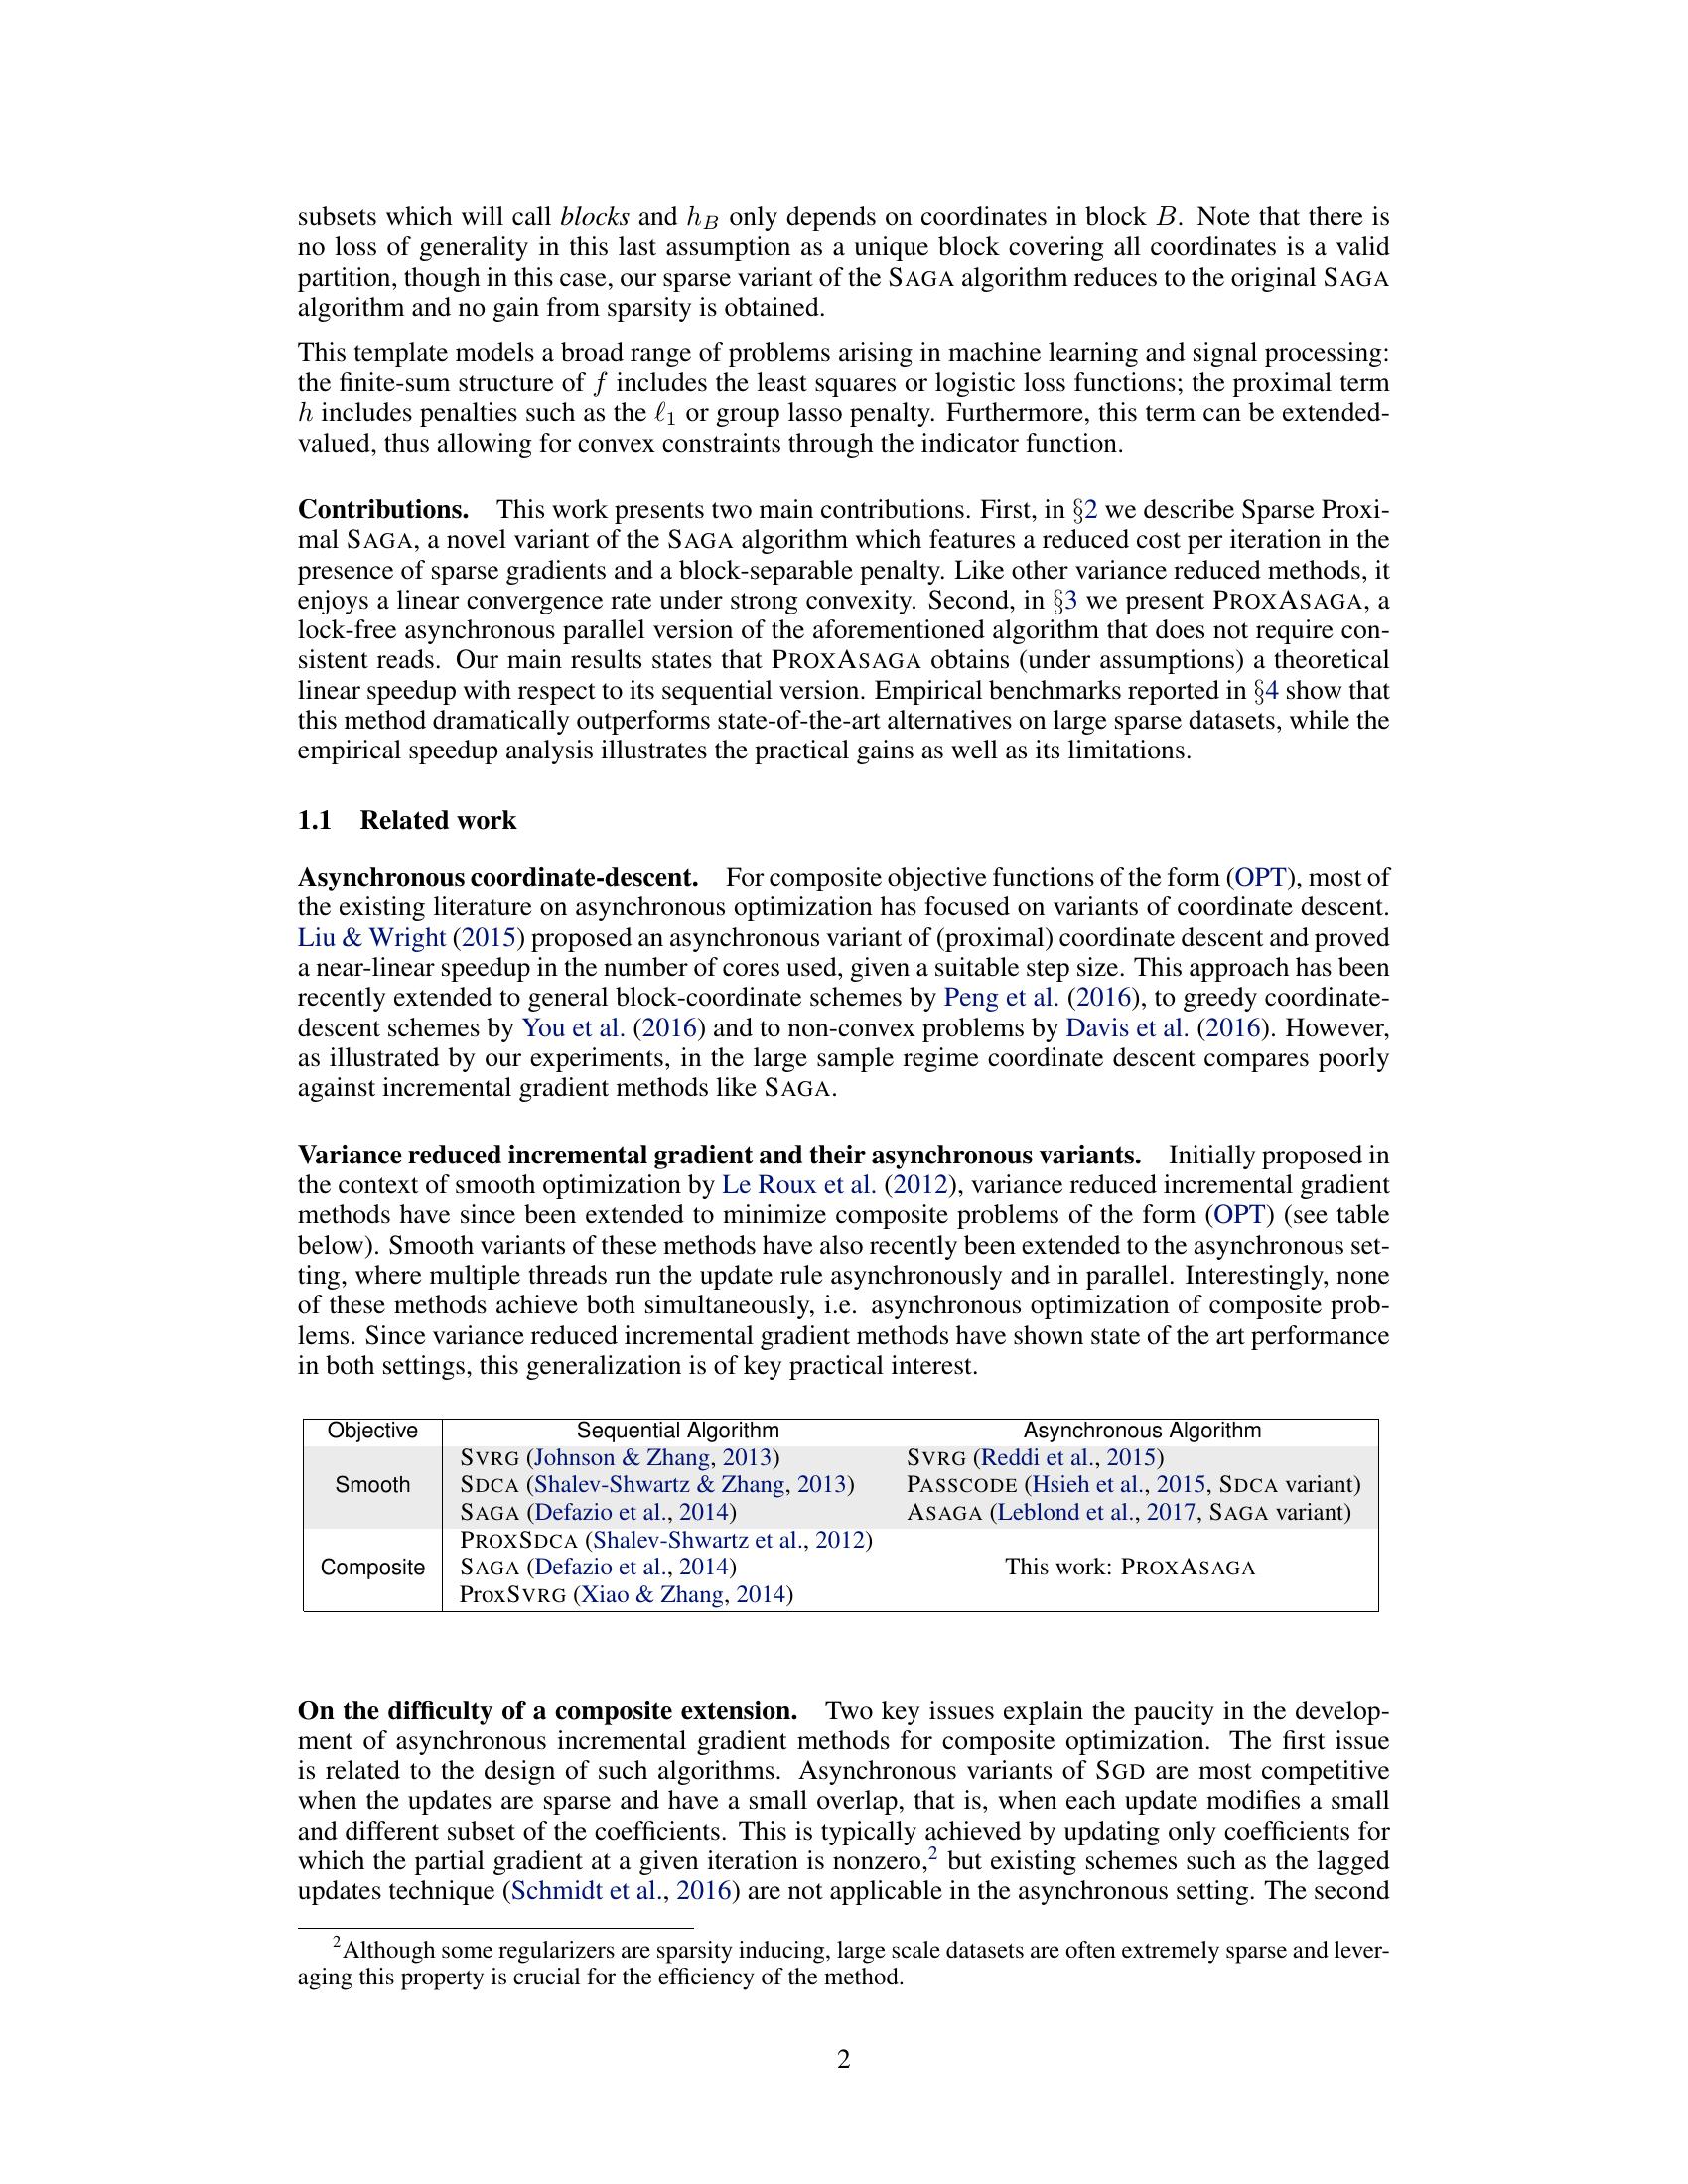 subsets which will call blocks and h_B only depends on coordinates in block B. Note that there is
no loss of generality in this last assumption as a unique block covering all coordinates is a valid
partition, though in this case, our sparse variant of the SAGA algorithm reduces to the original SAGA
algorithm and no gain from sparsity is obtained.
This template models a broad range of problems arising in machine learning and signal processing:
the finite-sum structure of f includes the least squares or logistic loss functions; the proximal term
h includes penalties such as the ℓ₁ or group lasso penalty. Furthermore, this term can be extended-
valued, thus allowing for convex constraints through the indicator function.
Contributions. This work presents two main contributions. First, in §2 we describe Sparse Proxi-
mal SAGA, a novel variant of the SAGA algorithm which features a reduced cost per iteration in the
presence of sparse gradients and a block-separable penalty. Like other variance reduced methods, it
enjoys a linear convergence rate under strong convexity. Second, in §3 we present PROXASAGA, a
lock-free asynchronous parallel version of the aforementioned algorithm that does not require con-
sistent reads. Our main results states that PROXASAGA obtains (under assumptions) a theoretical
linear speedup with respect to its sequential version. Empirical benchmarks reported in §4 show that
this method dramatically outperforms state-of-the-art alternatives on large sparse datasets, while the
empirical speedup analysis illustrates the practical gains as well as its limitations.
1.1 Related work
Asynchronous coordinate-descent. For composite objective functions of the form (OPT), most of
the existing literature on asynchronous optimization has focused on variants of coordinate descent.
Liu & Wright (2015) proposed an asynchronous variant of (proximal) coordinate descent and proved
a near-linear speedup in the number of cores used, given a suitable step size. This approach has been
recently extended to general block-coordinate schemes by Peng et al. (2016), to greedy coordinate-
descent schemes by You et al. (2016) and to non-convex problems by Davis et al. (2016). However,
as illustrated by our experiments, in the large sample regime coordinate descent compares poorly
against incremental gradient methods like SAGA.
Variance reduced incremental gradient and their asynchronous variants. Initially proposed in
the context of smooth optimization by Le Roux et al. (2012), variance reduced incremental gradient
methods have since been extended to minimize composite problems of the form (OPT) (see table
below). Smooth variants of these methods have also recently been extended to the asynchronous set-
ting, where multiple threads run the update rule asynchronously and in parallel. Interestingly, none
of these methods achieve both simultaneously, i.e. asynchronous optimization of composite prob-
lems. Since variance reduced incremental gradient methods have shown state of the art performance
in both settings, this generalization is of key practical interest.
Objective Sequential Algorithm Asynchronous Algorithm
SVRG (Johnson & Zhang, 2013) SVRG (Reddi et al., 2015)
Smooth SDCA (Shalev-Shwartz & Zhang, 2013) PASSCODE (Hsieh et al., 2015, SDCA variant)
SAGA (Defazio et al., 2014) ASAGA (Leblond et al., 2017, SAGA variant)
PROXSDCA (Shalev-Shwartz et al., 2012)
Composite SAGA (Defazio et al., 2014) This work: PROXASAGA
ProxSVRG (Xiao & Zhang, 2014)
On the difficulty of a composite extension. Two key issues explain the paucity in the develop-
ment of asynchronous incremental gradient methods for composite optimization. The first issue
is related to the design of such algorithms. Asynchronous variants of SGD are most competitive
when the updates are sparse and have a small overlap, that is, when each update modifies a small
and different subset of the coefficients. This is typically achieved by updating only coefficients for
which the partial gradient at a given iteration is nonzero,² but existing schemes such as the lagged
updates technique (Schmidt et al., 2016) are not applicable in the asynchronous setting. The second
²Although some regularizers are sparsity inducing, large scale datasets are often extremely sparse and lever-
aging this property is crucial for the efficiency of the method.
2